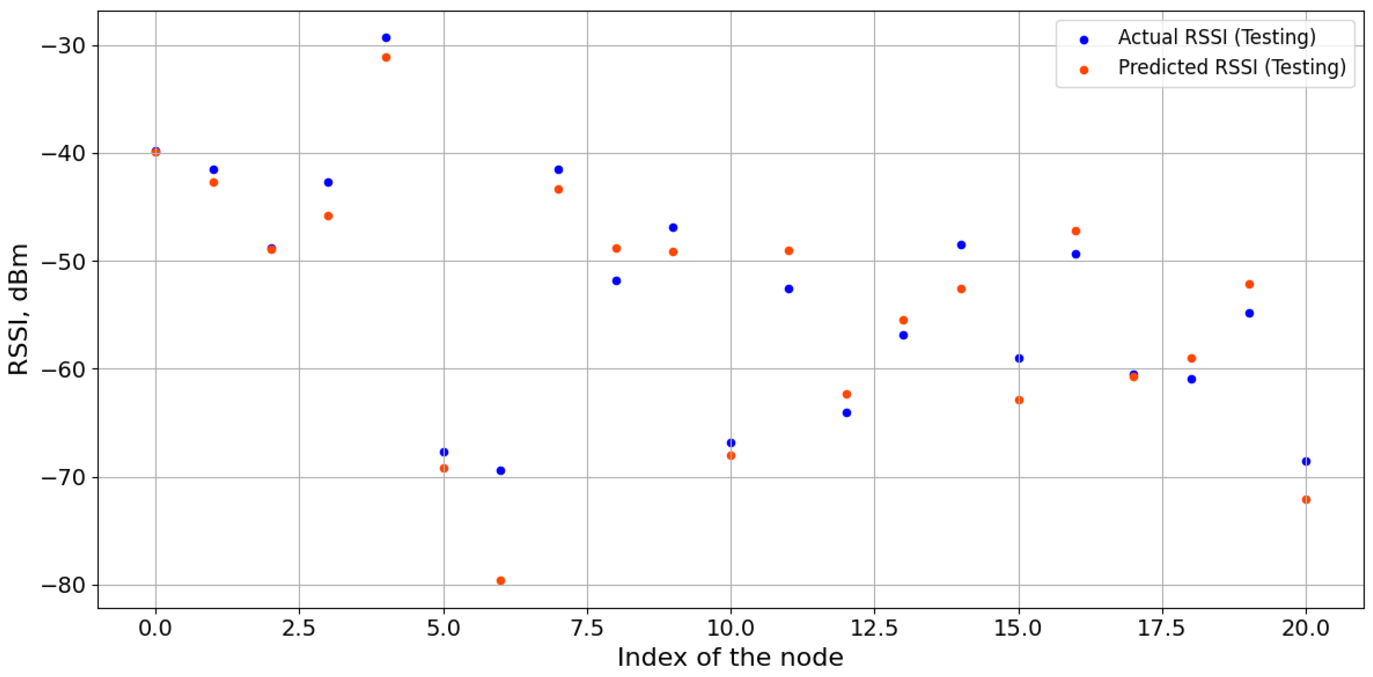 Actual RSSI (Testing)
Predicted RSSI (Testing)
RSSI, dBm
−30
−40
−50
−60
−70
−80
0.0 2.5 5.0 7.5 10.0 12.5 15.0 17.5 20.0
Index of the node